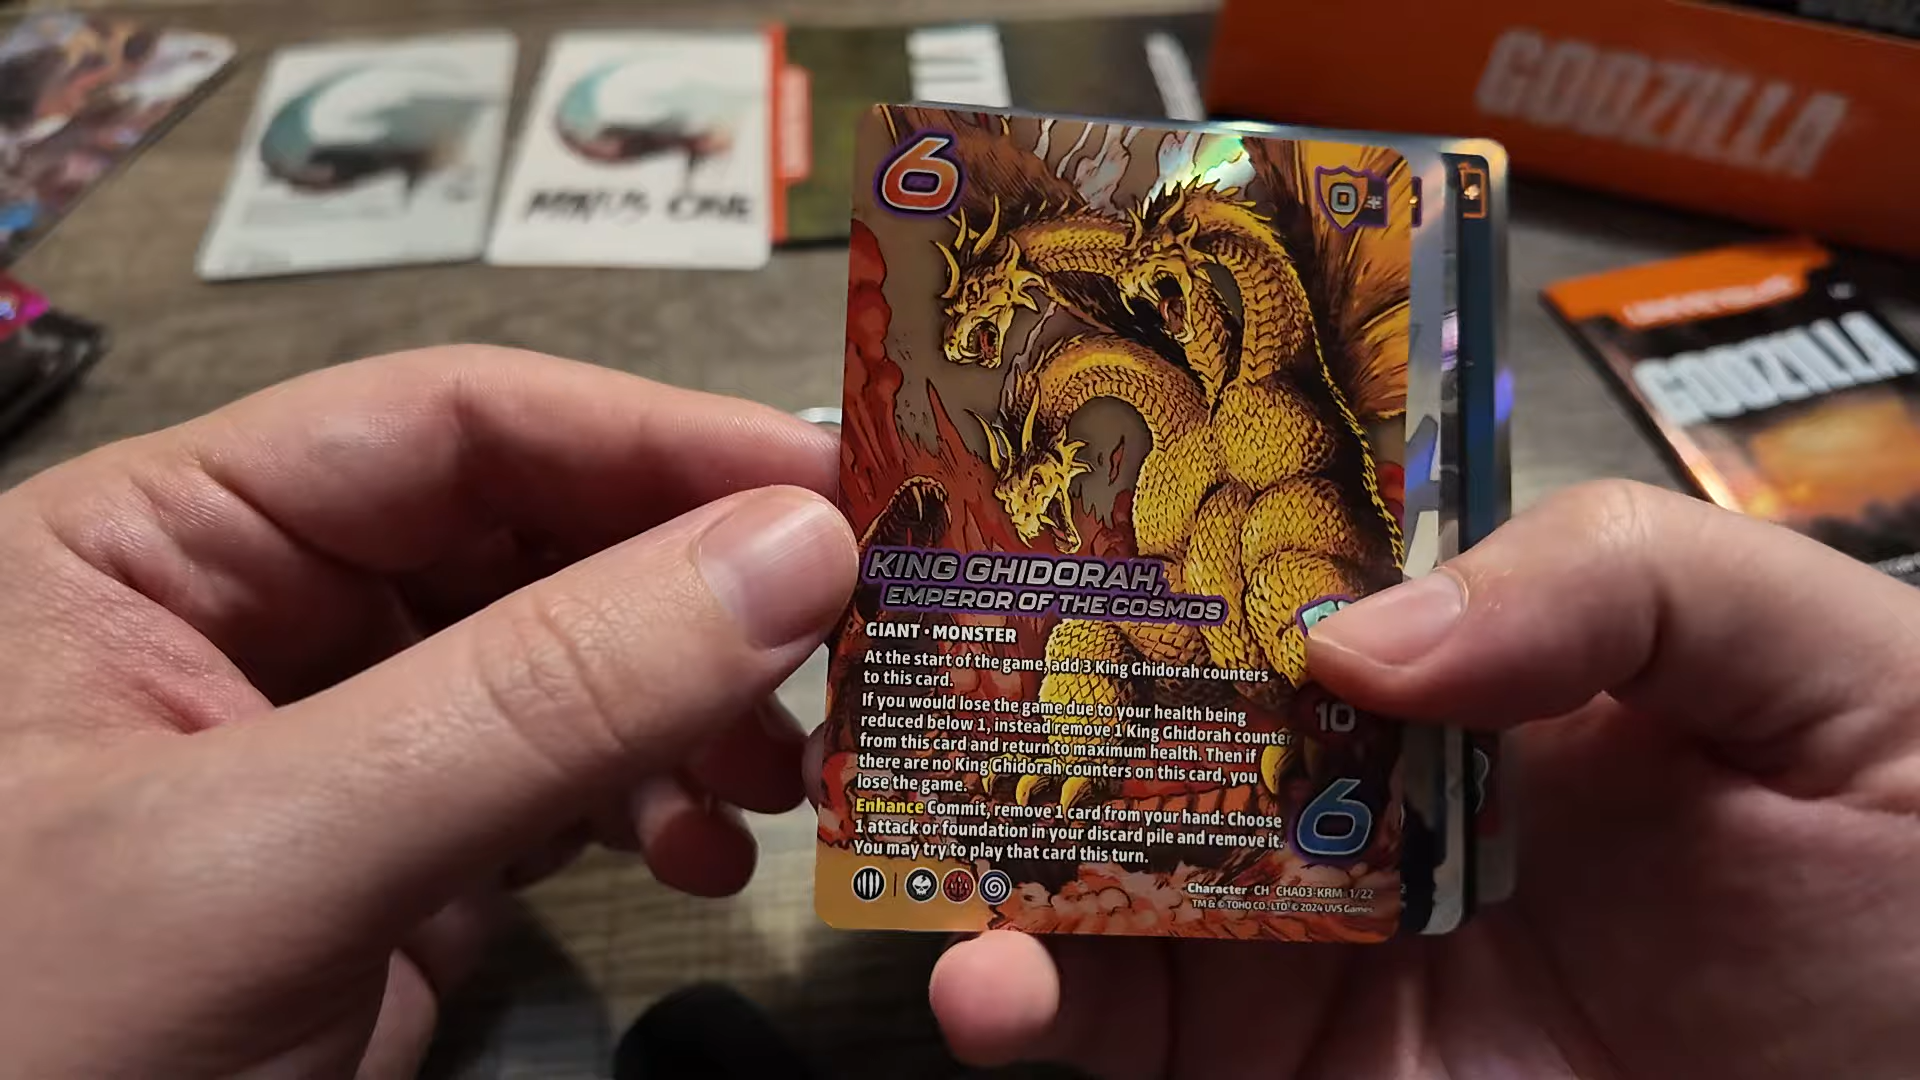 GODZILLA
GODZILLA
6
0
KING GHIDORAH,
EMPEROR OF THE COSMOS
GIANT · MONSTER
At the start of the game, add 3 King Ghidorah counters
to this card.
If you would lose the game due to your health being
reduced below 1, instead remove 1 King Ghidorah counter
from this card and return to maximum health. Then if
there are no King Ghidorah counters on this card, you
lose the game.
Enhance Commit, remove 1 card from your hand: Choose
1 attack or foundation in your discard pile and remove it.
You may try to play that card this turn.
10
6
Character CH CHA03-KRM 1/22
TM & © TOHO CO., LTD © 2024 UVS Games